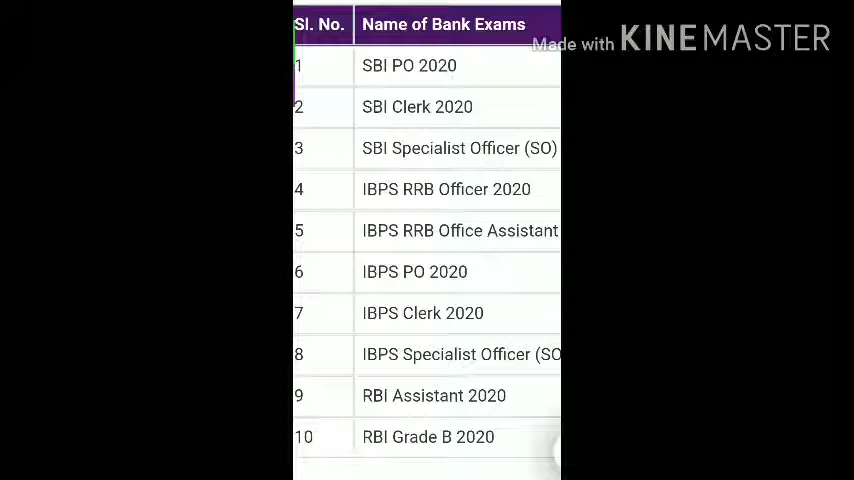 Sl. No. Name of Bank Exams
Made with KINEMASTER
1 SBI PO 2020
2 SBI Clerk 2020
3 SBI Specialist Officer (SO)
4 IBPS RRB Officer 2020
5 IBPS RRB Office Assistant
6 IBPS PO 2020
7 IBPS Clerk 2020
8 IBPS Specialist Officer (SO
9 RBI Assistant 2020
10 RBI Grade B 2020